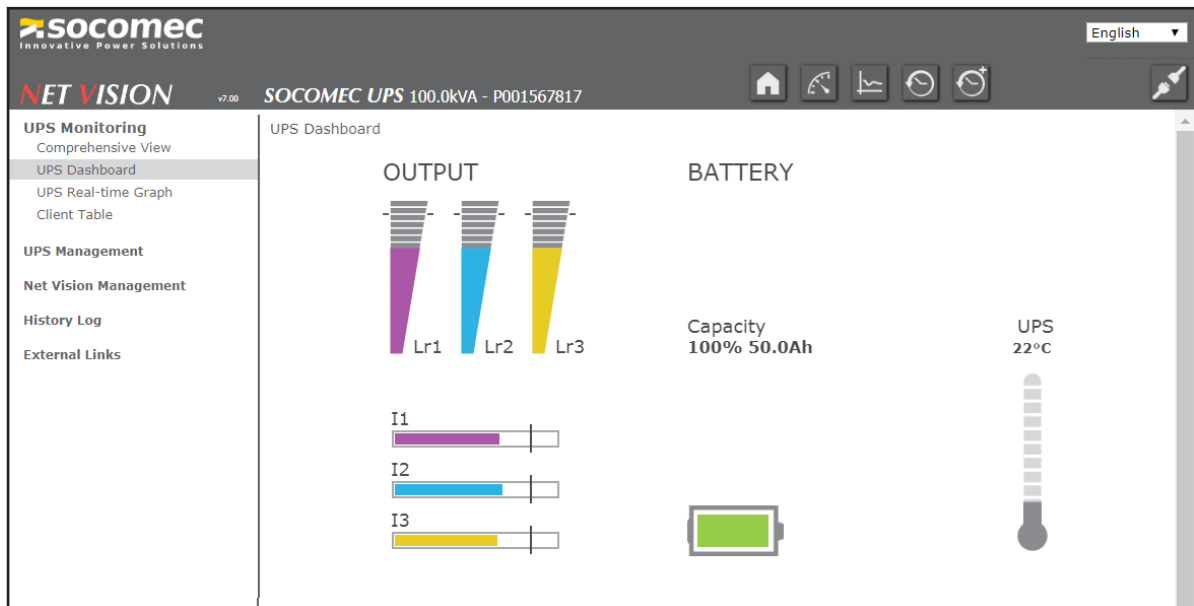 socomec
Innovative Power Solutions
English
NET VISION v7.00 SOCOMEC UPS 100.0kVA - P001567817
UPS Monitoring
Comprehensive View
UPS Dashboard
UPS Real-time Graph
Client Table
UPS Management
Net Vision Management
History Log
External Links
UPS Dashboard
OUTPUT
Lr1 Lr2 Lr3
I1
I2
I3
BATTERY
Capacity
100% 50.0Ah
UPS
22°C